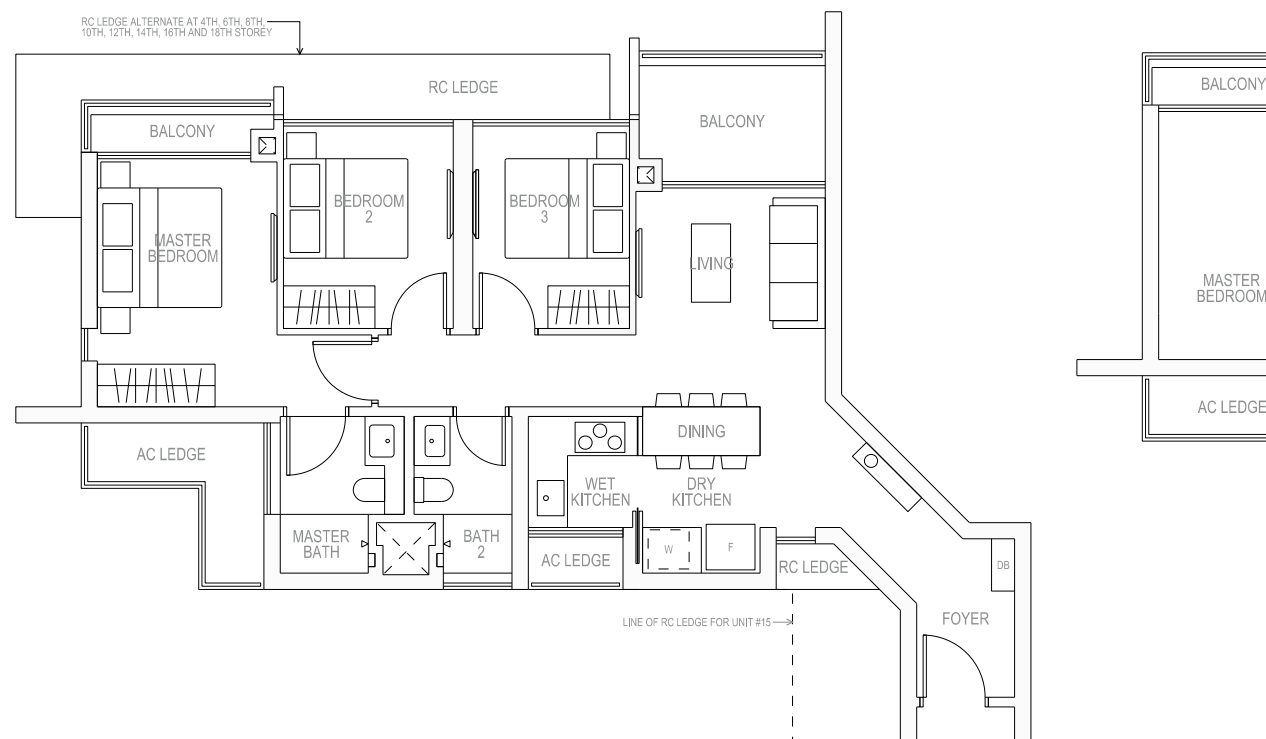 RC LEDGE ALTERNATE AT 4TH, 6TH, 8TH,
10TH, 12TH, 14TH, 16TH AND 18TH STOREY
RC LEDGE
BALCONY
BALCONY
BALCONY
BEDROOM
2
BEDROOM
3
MASTER
BEDROOM
LIVING
MASTER
BEDROOM
AC LEDGE
DINING
AC LEDGE
WET
KITCHEN
DRY
KITCHEN
MASTER
BATH
BATH
2
AC LEDGE
W
F
RC LEDGE
DB
LINE OF RC LEDGE FOR UNIT #15
FOYER